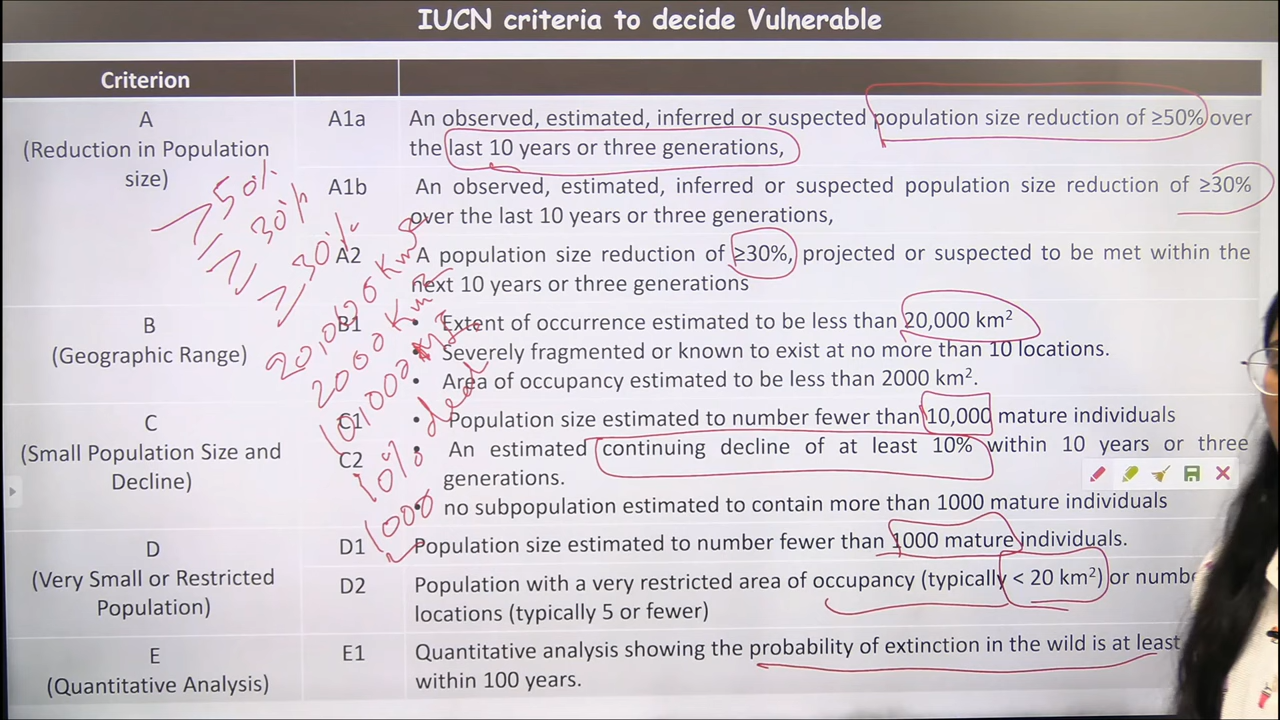 IUCN criteria to decide Vulnerable
Criterion
A
(Reduction in Population
size)
A1a
An observed, estimated, inferred or suspected population size reduction of ≥50% over
the last 10 years or three generations,
A1b
An observed, estimated, inferred or suspected population size reduction of ≥30%
over the last 10 years or three generations,
A2
A population size reduction of ≥30%, projected or suspected to be met within the
next 10 years or three generations
B
(Geographic Range)
B1
• Extent of occurrence estimated to be less than 20,000 km²
• Severely fragmented or known to exist at no more than 10 locations.
• Area of occupancy estimated to be less than 2000 km².
C
(Small Population Size and
Decline)
C1
C2
• Population size estimated to number fewer than 10,000 mature individuals
• An estimated continuing decline of at least 10% within 10 years or three
generations.
• no subpopulation estimated to contain more than 1000 mature individuals
D
(Very Small or Restricted
Population)
D1
Population size estimated to number fewer than 1000 mature individuals.
D2
Population with a very restricted area of occupancy (typically < 20 km²) or numb
locations (typically 5 or fewer)
E
(Quantitative Analysis)
E1
Quantitative analysis showing the probability of extinction in the wild is at least
within 100 years.
50%
30%
30%
2000 Km²
10%
1000